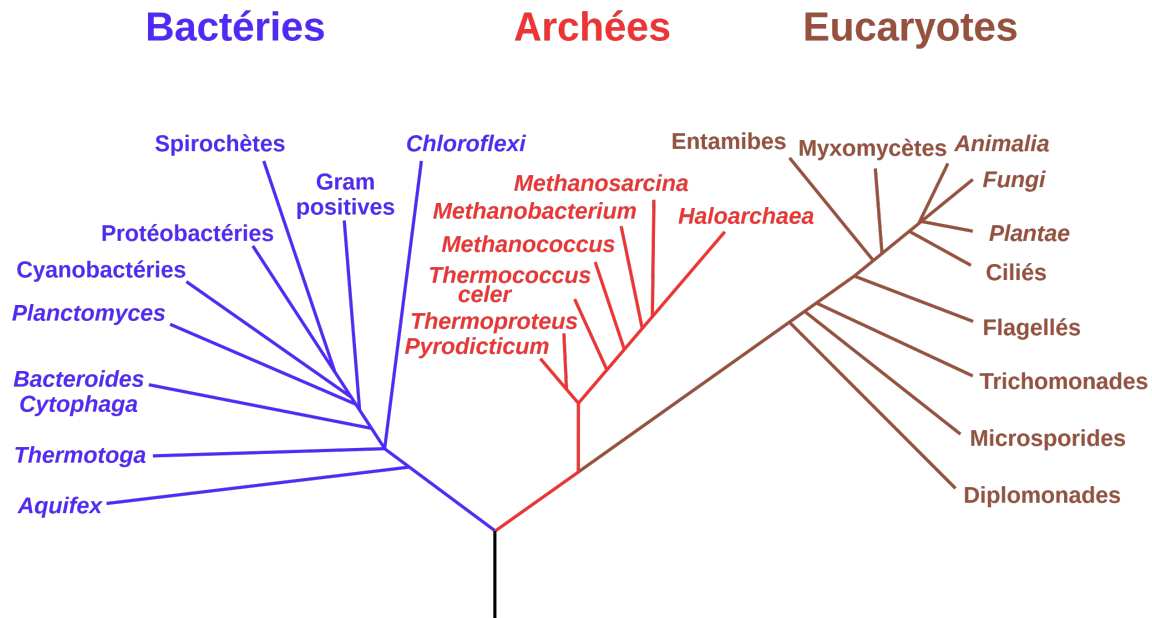 Bactéries
Archées
Eucaryotes
Spirochètes
Chloroflexi
Gram
positives
Protéobactéries
Cyanobactéries
Planctomyces
Bacteroides
Cytophaga
Thermotoga
Aquifex
Methanosarcina
Methanobacterium
Haloarchaea
Methanococcus
Thermococcus
celer
Thermoproteus
Pyrodicticum
Entamibes
Myxomycètes
Animalia
Fungi
Plantae
Ciliés
Flagellés
Trichomonades
Microsporides
Diplomonades